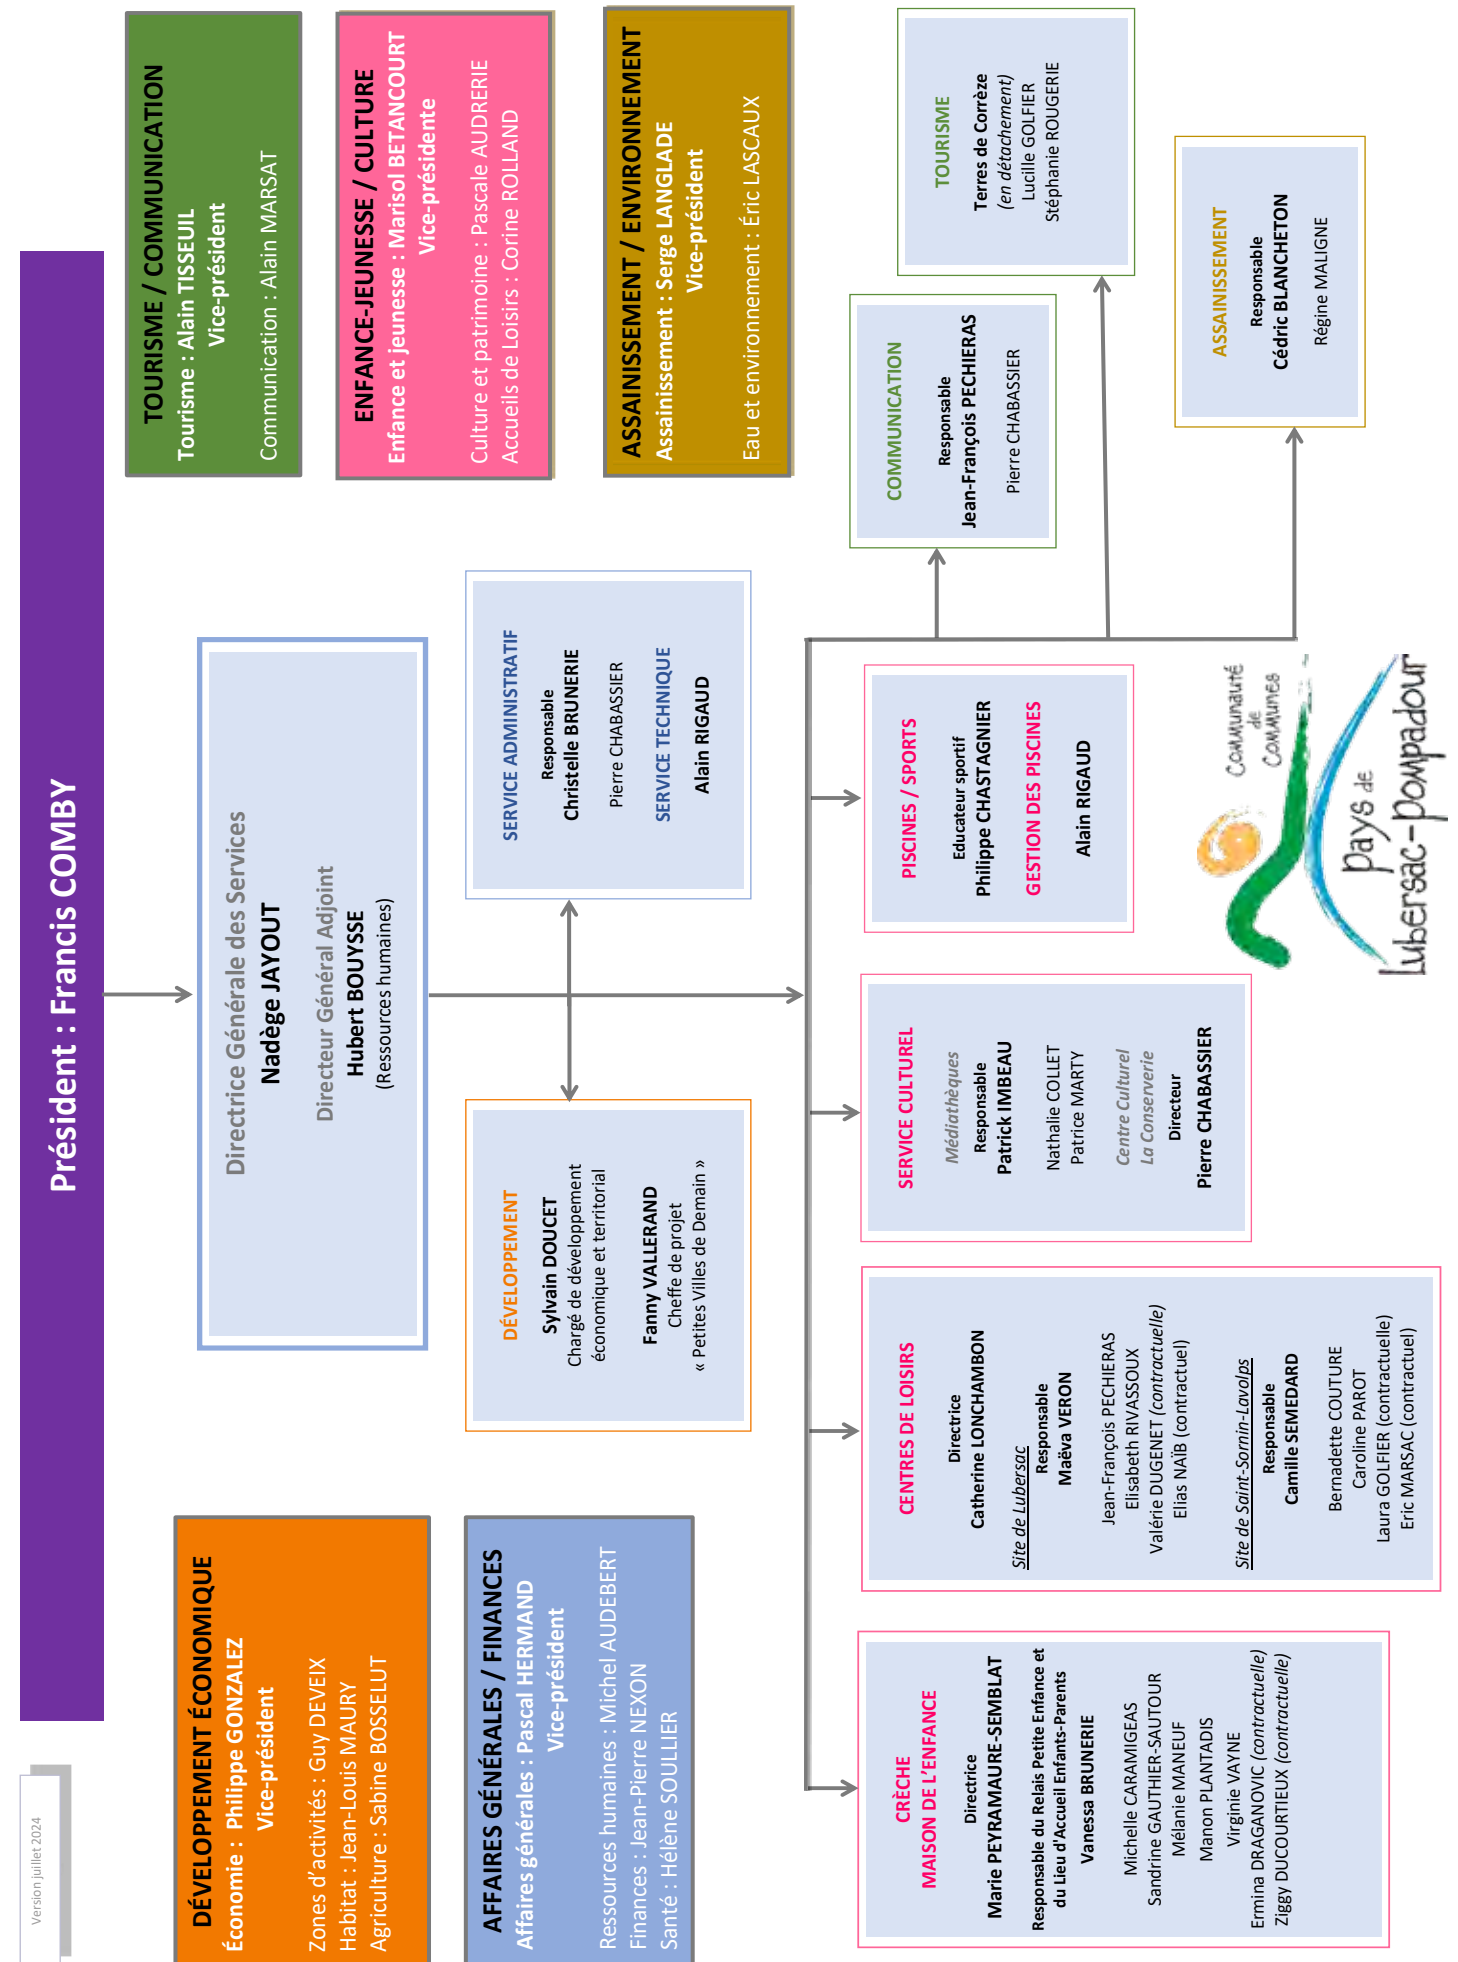 Version juillet 2024
Président : Francis COMBY
DÉVELOPPEMENT ÉCONOMIQUE
Économie : Philippe GONZALEZ
Vice-président
Zones d'activités : Guy DEVEIX
Habitat : Jean-Louis MAURY
Agriculture : Sabine BOSSELUT
AFFAIRES GÉNÉRALES / FINANCES
Affaires générales : Pascal HERMAND
Vice-président
Ressources humaines : Michel AUDEBERT
Finances : Jean-Pierre NEXON
Santé : Hélène SOULLIER
Directrice Générale des Services
Nadège JAYOUT
Directeur Général Adjoint
Hubert BOUYSSE
(Ressources humaines)
TOURISME / COMMUNICATION
Tourisme : Alain TISSEUIL
Vice-président
Communication : Alain MARSAT
ENFANCE-JEUNESSE / CULTURE
Enfance et jeunesse : Marisol BETANCOURT
Vice-présidente
Culture et patrimoine : Pascale AUDRERIE
Accueils de Loisirs : Corine ROLLAND
ASSAINISSEMENT / ENVIRONNEMENT
Assainissement : Serge LANGLADE
Vice-président
Eau et environnement : Éric LASCAUX
DÉVELOPPEMENT
Sylvain DOUCET
Chargé de développement
économique et territorial
Fanny VALLERAND
Cheffe de projet
« Petites Villes de Demain »
SERVICE ADMINISTRATIF
Responsable
Christelle BRUNERIE
Pierre CHABASSIER
SERVICE TECHNIQUE
Alain RIGAUD
CRÈCHE
MAISON DE L'ENFANCE
Directrice
Marie PEYRAMAURE-SEMBLAT
Responsable du Relais Petite Enfance et
du Lieu d'Accueil Enfants-Parents
Vanessa BRUNERIE
Michelle CARAMIGEAS
Sandrine GAUTHIER-SAUTOUR
Mélanie MANEUF
Manon PLANTADIS
Virginie VAYNE
Ermina DRAGANOVIC (contractuelle)
Ziggy DUCOURTIEUX (contractuelle)
CENTRES DE LOISIRS
Directrice
Catherine LONCHAMBON
Site de Lubersac
Responsable
Maëva VERON
Jean-François PECHIERAS
Elisabeth RIVASSOUX
Valérie DUGENET (contractuelle)
Elias NAÏB (contractuel)
Site de Saint-Sornin-Lavolps
Responsable
Camille SEMEDARD
Bernadette COUTURE
Caroline PAROT
Laura GOLFIER (contractuelle)
Eric MARSAC (contractuel)
SERVICE CULTUREL
Médiathèques
Responsable
Patrick IMBEAU
Nathalie COLLET
Patrice MARTY
Centre Culturel
La Conserverie
Directeur
Pierre CHABASSIER
PISCINES / SPORTS
Educateur sportif
Philippe CHASTAGNIER
GESTION DES PISCINES
Alain RIGAUD
COMMUNICATION
Responsable
Jean-François PECHIERAS
Pierre CHABASSIER
TOURISME
Terres de Corrèze
(en détachement)
Lucille GOLFIER
Stéphanie ROUGERIE
ASSAINISSEMENT
Responsable
Cédric BLANCHETON
Régine MALIGNE
Communauté
de
Communes
Pays de
Lubersac-Pompadour